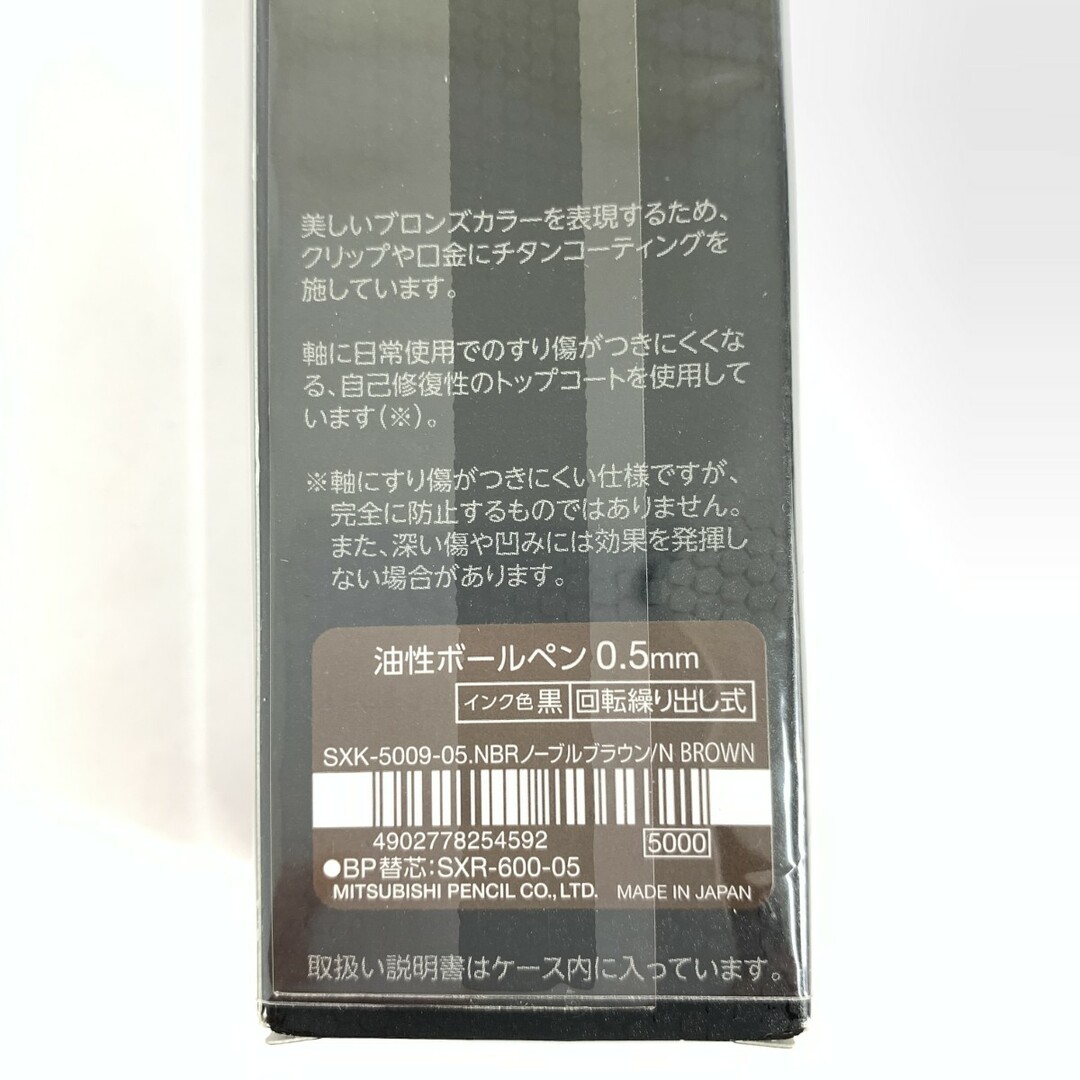 美しいブロンズカラーを表現するため、
クリップや口金にチタンコーティングを
施しています。
軸に日常使用でのすり傷がつきにくくな
る、自己修復性のトップコートを使用して
います(※)。
※軸にすり傷がつきにくい仕様ですが、
完全に防止するものではありません。
また、深い傷や凹みには効果を発揮し
ない場合があります。
油性ボールペン 0.5mm
インク色 黒 回転繰り出し式
SXK-5009-05.NBRノーブルブラウン/N BROWN
4902778254592 5000
●BP替芯:SXR-600-05
MITSUBISHI PENCIL CO., LTD. MADE IN JAPAN
取扱い説明書はケース内に入っています。